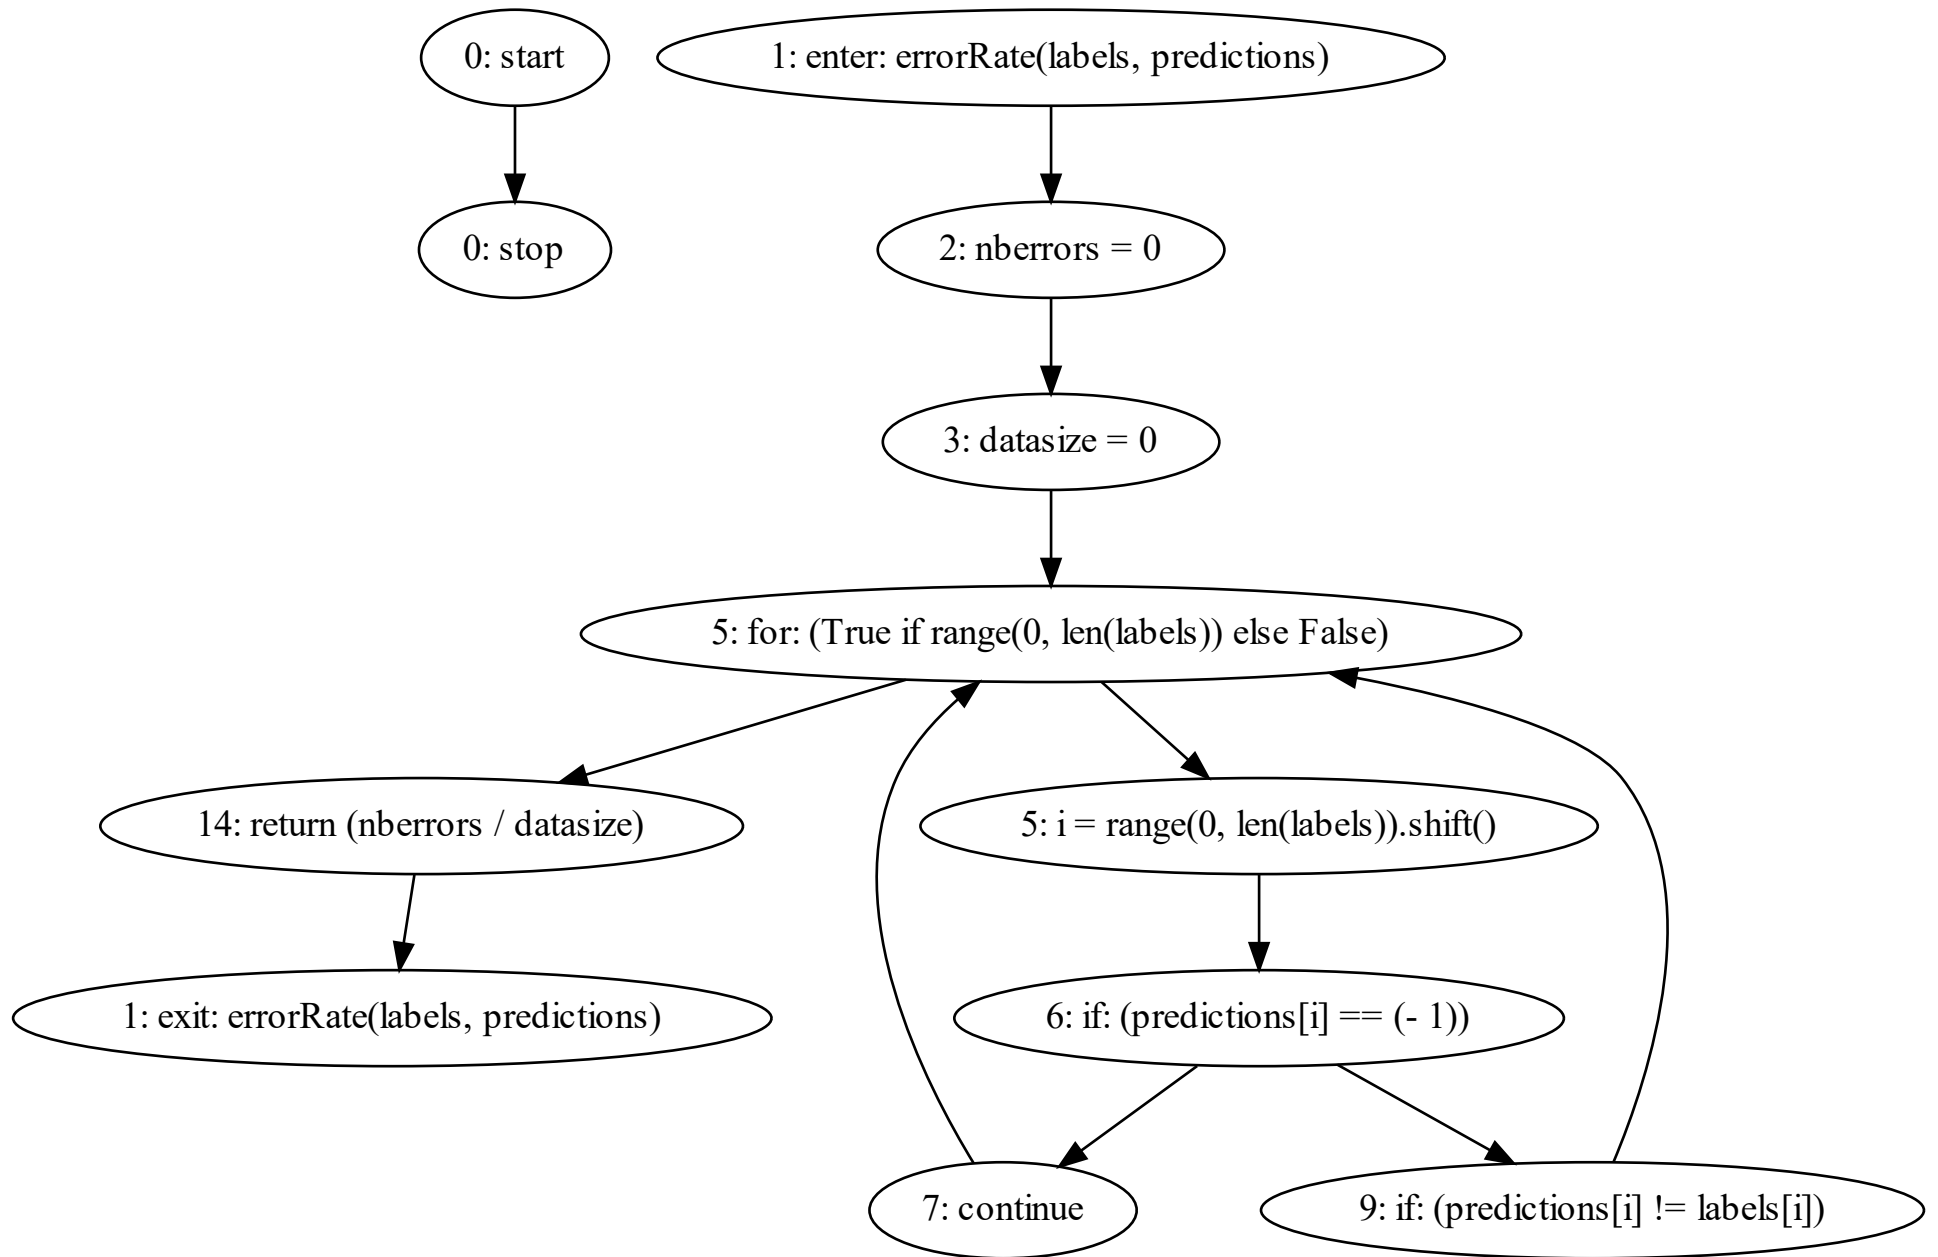 0: start
1: enter: errorRate(labels, predictions)
0: stop
2: nberrors = 0
3: datasize = 0
5: for: (True if range(0, len(labels)) else False)
14: return (nberrors / datasize)
5: i = range(0, len(labels)).shift()
1: exit: errorRate(labels, predictions)
6: if: (predictions[i] == (- 1))
7: continue
9: if: (predictions[i] != labels[i])